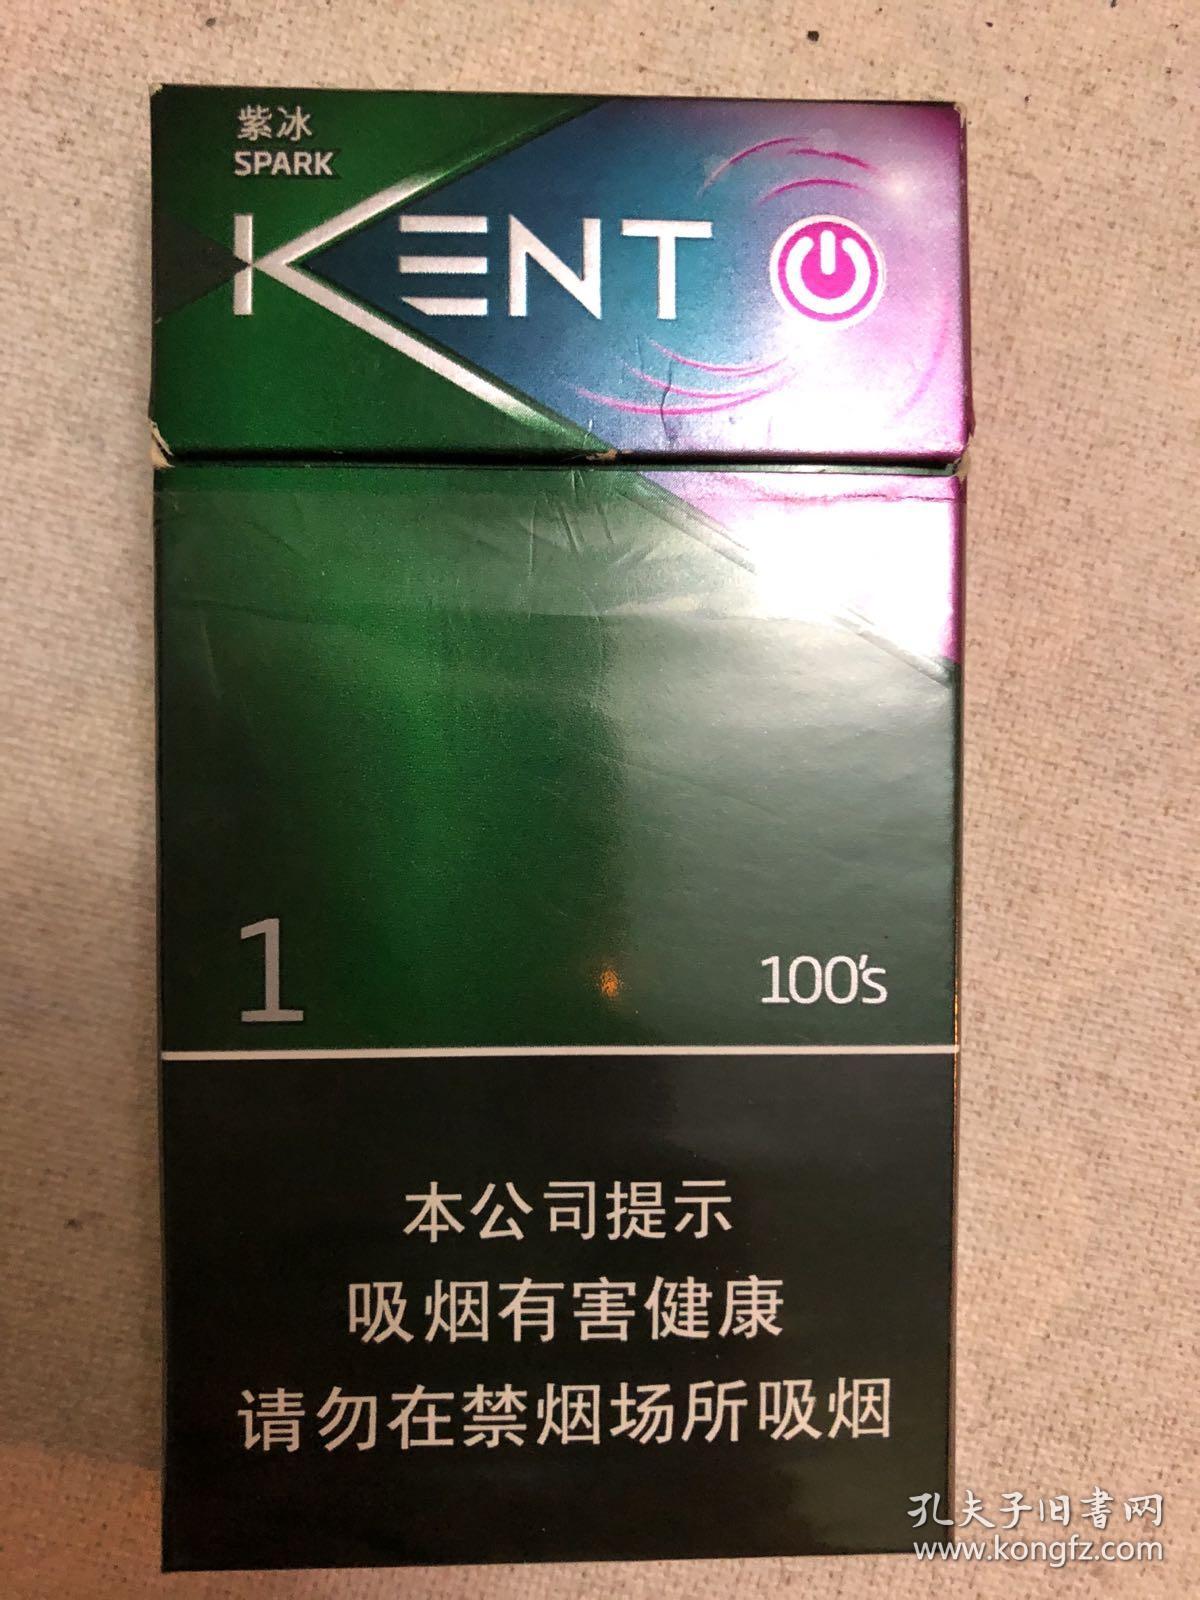 紫冰
SPARK
KENT
1
100's
本公司提示
吸烟有害健康
请勿在禁烟场所吸烟
孔夫子旧书网
www.kongfz.com